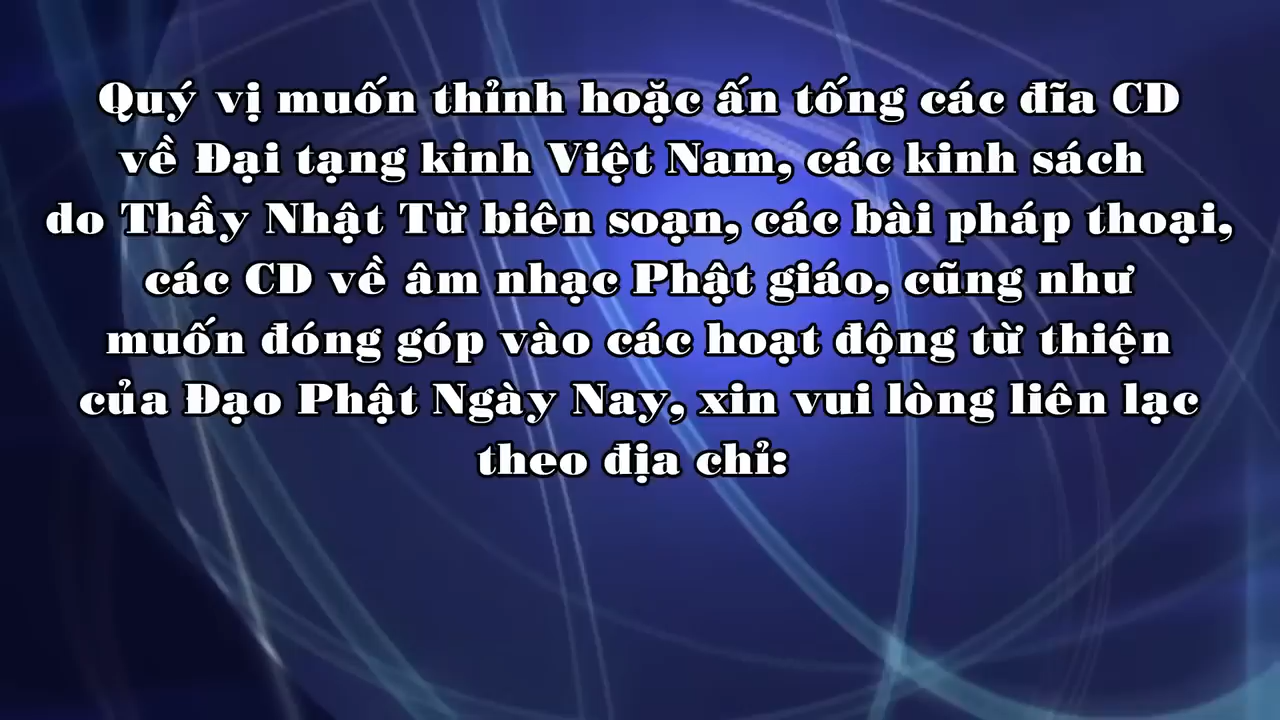 Quý vị muốn thỉnh hoặc ấn tống các đĩa CD
về Đại tạng kinh Việt Nam, các kinh sách
do Thầy Nhật Từ biên soạn, các bài pháp thoại,
các CD về âm nhạc Phật giáo, cũng như
muốn đóng góp vào các hoạt động từ thiện
của Đạo Phật Ngày Nay, xin vui lòng liên lạc
theo địa chỉ: